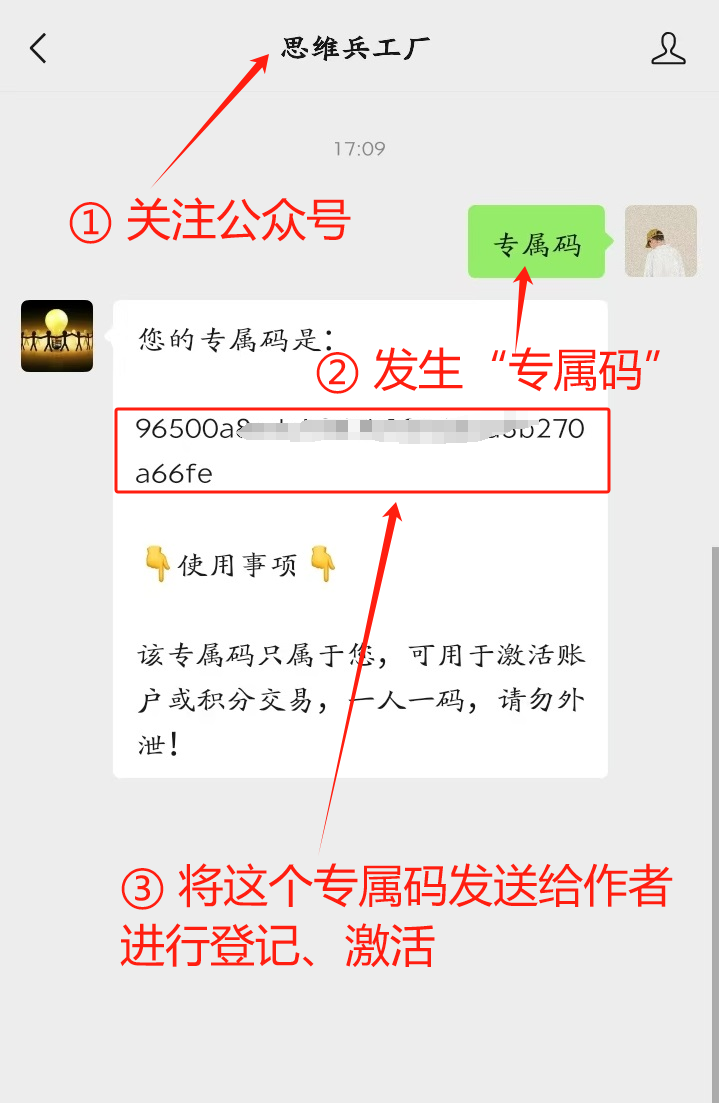 思维兵工厂
17:09
① 关注公众号
专属码
您的专属码是：
② 发生“专属码”
96500a8 b270
a66fe
👇使用事项👇
该专属码只属于您，可用于激活账
户或积分交易，一人一码，请勿外
泄！
③ 将这个专属码发送给作者
进行登记、激活